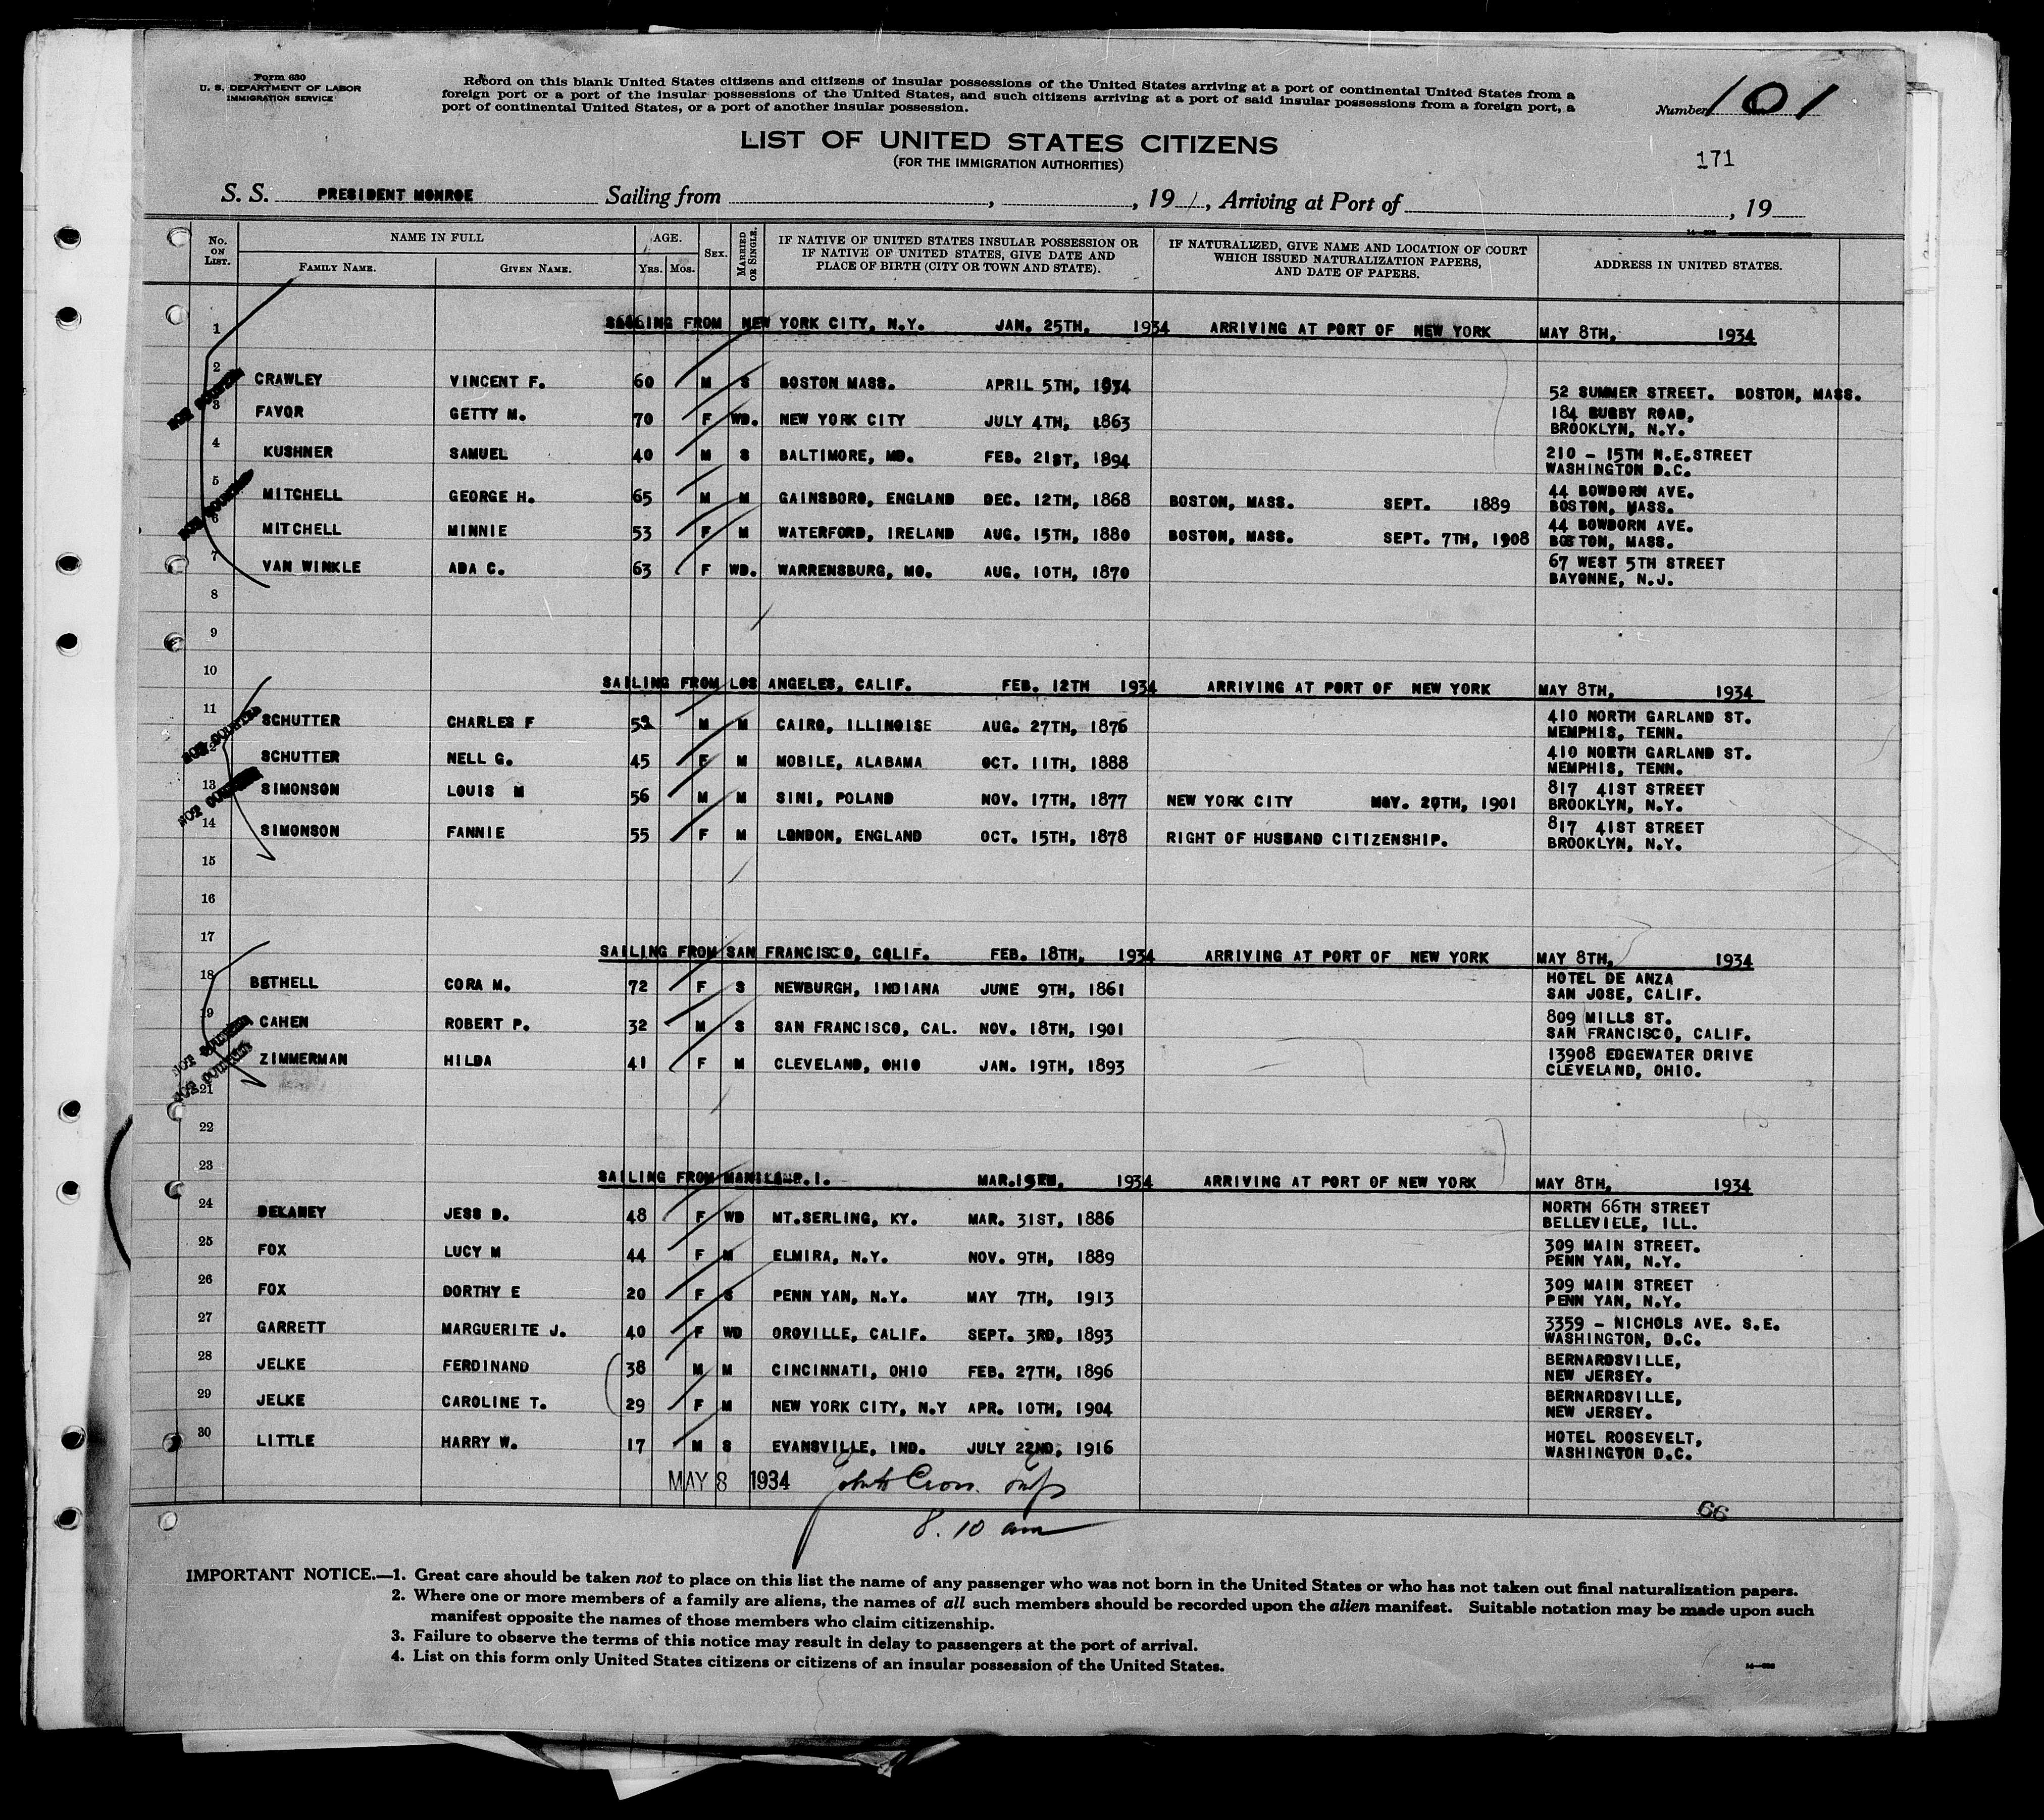 Form 630
U. S. DEPARTMENT OF LABOR
IMMIGRATION SERVICE
Record on this blank United States citizens and citizens of insular possessions of the United States arriving at a port of continental United States from a
foreign port or a port of the insular possessions of the United States, and such citizens arriving at a port of said insular possessions from a foreign port, a
port of continental United States, or a port of another insular possession.
Number 101
LIST OF UNITED STATES CITIZENS
(FOR THE IMMIGRATION AUTHORITIES)
171
S. S. PRESIDENT MONROE Sailing from , , 19 , Arriving at Port of , 19
No. on List. NAME IN FULL FAMILY NAME. GIVEN NAME. AGE. Yrs. Mos. SEX. MARRIED OR SINGLE. IF NATIVE OF UNITED STATES INSULAR POSSESSION OR IF NATIVE OF UNITED STATES, GIVE DATE AND PLACE OF BIRTH (CITY OR TOWN AND STATE). IF NATURALIZED, GIVE NAME AND LOCATION OF COURT WHICH ISSUED NATURALIZATION PAPERS, AND DATE OF PAPERS. ADDRESS IN UNITED STATES.
1 SAILING FROM NEW YORK CITY, N.Y. JAN. 25TH, 1934 ARRIVING AT PORT OF NEW YORK MAY 8TH, 1934
2 CRAWLEY VINCENT F. 60 M S BOSTON MASS. APRIL 5TH, 1934 52 SUMMER STREET. BOSTON, MASS.
3 FAVOR GETTY M. 70 F WD. NEW YORK CITY JULY 4TH, 1863 184 RUGBY ROAD, BROOKLYN, N.Y.
4 KUSHNER SAMUEL 40 M S BALTIMORE, MD. FEB. 21ST, 1894 210 - 15TH N.E.STREET WASHINGTON D.C.
5 MITCHELL GEORGE H. 65 M M GAINSBORO, ENGLAND DEC. 12TH, 1868 BOSTON, MASS. SEPT. 1889 44 BOWDORN AVE. BOSTON, MASS.
6 MITCHELL MINNIE 53 F M WATERFORD, IRELAND AUG. 15TH, 1880 BOSTON, MASS. SEPT. 7TH, 1908 44 BOWDORN AVE. BOSTON, MASS.
7 VAN WINKLE ADA C. 63 F WD. WARRENSBURG, MO. AUG. 10TH, 1870 67 WEST 5TH STREET BAYONNE, N.J.
8
9
10 SAILING FROM LOS ANGELES, CALIF. FEB. 12TH 1934 ARRIVING AT PORT OF NEW YORK MAY 8TH, 1934
11 SCHUTTER CHARLES F M M CAIRO, ILLINOISE AUG. 27TH, 1876 410 NORTH GARLAND ST. MEMPHIS, TENN.
12 SCHUTTER NELL G. 45 F M MOBILE, ALABAMA OCT. 11TH, 1888 410 NORTH GARLAND ST. MEMPHIS, TENN.
13 SIMONSON LOUIS M 56 M M SINI, POLAND NOV. 17TH, 1877 NEW YORK CITY 20TH, 1901 817 41ST STREET BROOKLYN, N.Y.
14 SIMONSON FANNIE 55 F M LONDON, ENGLAND OCT. 15TH, 1878 RIGHT OF HUSBAND CITIZENSHIP. 817 41ST STREET BROOKLYN, N.Y.
15
16
17 SAILING FROM SAN FRANCISCO, CALIF. FEB. 18TH, 1934 ARRIVING AT PORT OF NEW YORK MAY 8TH, 1934
18 BETHELL CORA M. 72 F S NEWBURGH, INDIANA JUNE 9TH, 1861 HOTEL DE ANZA SAN JOSE, CALIF.
19 CAHEN ROBERT P. 32 M S SAN FRANCISCO, CAL. NOV. 18TH, 1901 809 MILLS ST. SAN FRANCISCO, CALIF.
ZIMMERMAN HILDA 41 F M CLEVELAND, OHIO JAN. 19TH, 1893 13908 EDGEWATER DRIVE CLEVELAND, OHIO.
21
22
23 SAILING FROM MANILA P.I. 1934 ARRIVING AT PORT OF NEW YORK MAY 8TH, 1934
24 DELANEY JESS D. 48 F WD MT.SERLING, KY. MAR. 31ST, 1886 NORTH 66TH STREET BELLEVIELE, ILL.
25 FOX LUCY M 44 F M ELMIRA, N.Y. NOV. 9TH, 1889 309 MAIN STREET. PENN YAN, N.Y.
26 FOX DORTHY E 20 F S PENN YAN, N.Y. MAY 7TH, 1913 309 MAIN STREET PENN YAN, N.Y.
27 GARRETT MARGUERITE J. 40 F WD OROVILLE, CALIF. SEPT. 3RD, 1893 3359 - NICHOLS AVE. S.E. WASHINGTON, D.C.
28 JELKE FERDINAND 38 M M CINCINNATI, OHIO FEB. 27TH, 1896 BERNARDSVILLE, NEW JERSEY.
29 JELKE CAROLINE T. 29 F M NEW YORK CITY, N.Y APR. 10TH, 1904 BERNARDSVILLE, NEW JERSEY.
30 LITTLE HARRY W. 17 M S EVANSVILLE, IND. JULY 22ND, 1916 HOTEL ROOSEVELT, WASHINGTON D.C.
MAY 8 1934
66
8.10 am
IMPORTANT NOTICE.—1. Great care should be taken not to place on this list the name of any passenger who was not born in the United States or who has not taken out final naturalization papers.
2. Where one or more members of a family are aliens, the names of all such members should be recorded upon the alien manifest. Suitable notation may be made upon such
manifest opposite the names of those members who claim citizenship.
3. Failure to observe the terms of this notice may result in delay to passengers at the port of arrival.
4. List on this form only United States citizens or citizens of an insular possession of the United States.